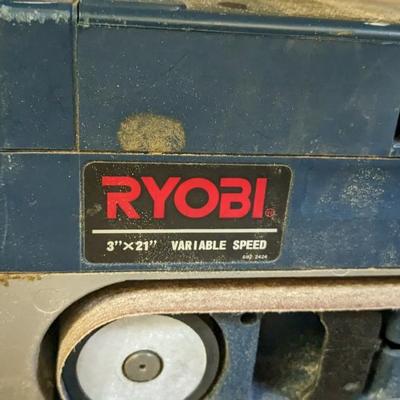 RYOBI®
3"×21" VARIABLE SPEED